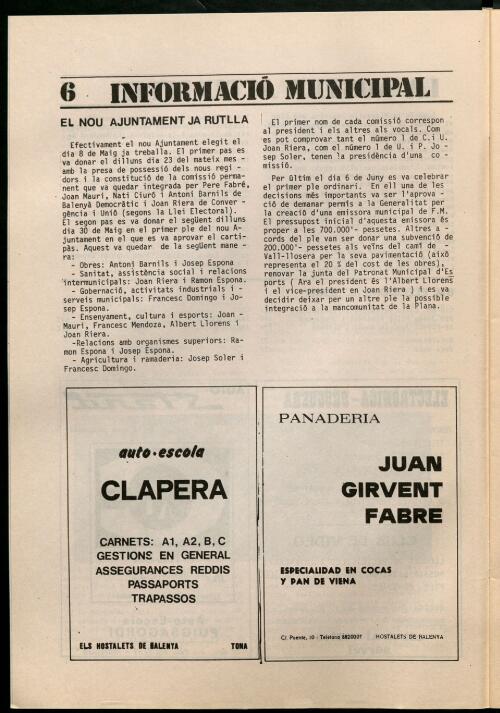 6 INFORMACIÓ MUNICIPAL
EL NOU AJUNTAMENT JA RUTLLA
Efectivament el nou Ajuntament elegit el
dia 8 de Maig ja treballa. El primer pas es
va donar el dilluns dia 23 del mateix mes -
amb la presa de possessió dels nous regi -
dors i la constitució de la comissió perma-
nent que va quedar integrada per Pere Fabré,
Joan Mauri, Nati Ciuró i Antoni Barnils de
Balenyà Democràtic i Joan Riera de Conver -
gència i Unió (segons la Llei Electoral).
El segon pas es va donar el següent dilluns
dia 30 de Maig en el primer ple del nou A-
juntament en el que es va aprovar el carti-
pàs. Aquest va quedar de la següent mane -
ra:
- Obres: Antoni Barnils i Josep Espona
- Sanitat, assistència social i relacions
intermunicipals: Joan Riera i Ramon Espona.
- Gobernació, activitats industrials i -
serveis municipals: Francesc Domingo i Jo-
sep Espona.
- Ensenyament, cultura i esports: Joan -
Mauri, Francesc Mendoza, Albert Llorens i
Joan Riera.
-Relacions amb organismes superiors: Ra-
mon Espona i Josep Espona.
- Agricultura i ramaderia: Josep Soler i
Francesc Domingo.
El primer nom de cada comissió correspon
al president i els altres als vocals. Com
es pot comprovar tant el número 1 de C.i U.
Joan Riera, com el número 1 de U. i P. Jo -
sep Soler, tenen la presidència d'una co -
missió.
Per últim el dia 6 de Juny es va celebrar
el primer ple ordinari. En ell una de les
decisions més importants va ser l'aprova -
ció de demanar permís a la Generalitat per
la creació d'una emissora municipal de F.M.
El pressupost inicial d'aquesta emissora és
proper a les 700.000'- pessetes. Altres a -
cords del ple van ser donar una subvenció de
200.000'- pessetes als veïns del camí de -
Vall-llosera per la seva pavimentació (això
representa el 20 % del cost de les obres),
renovar la junta del Patronat Municipal d'Es
ports ( Ara el president és l'Albert Llorens
i el vice-president en Joan Riera ) i es va
decidir deixar per un altre ple la possible
integració a la mancomunitat de la Plana.
auto-escola
CLAPERA
CARNETS: A1, A2, B, C
GESTIONS EN GENERAL
ASSEGURANCES REDDIS
PASSAPORTS
TRAPASSOS
ELS HOSTALETS DE BALENYA TONA
PANADERIA
JUAN
GIRVENT
FABRE
ESPECIALIDAD EN COCAS
Y PAN DE VIENA
C/. Puente, 10 - Teléfono 8820007 HOSTALETS DE BALENYA